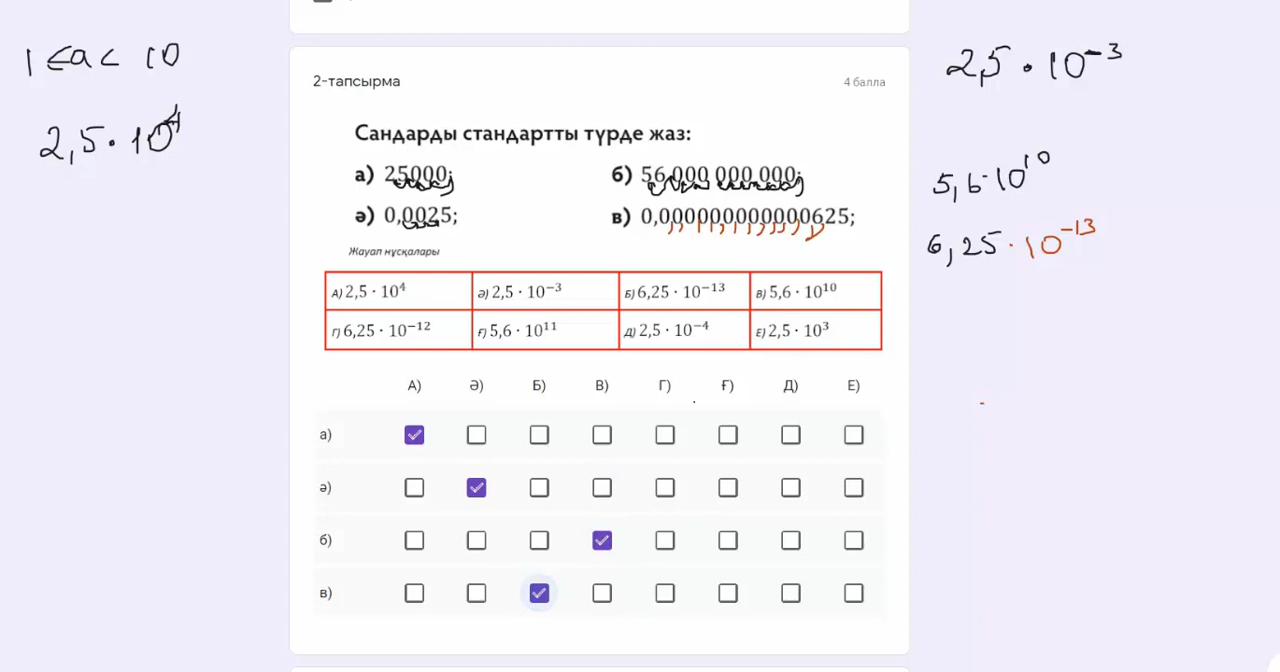 1 ≤ a < 10
2,5 · 10⁴
2-тапсырма
4 балла
Сандарды стандартты түрде жаз:
а) 25000;
б) 56 000 000 000;
ә) 0,0025;
в) 0,000000000000625;
Жауап нұсқалары
А) 2,5 · 10⁴
Ә) 2,5 · 10⁻³
Б) 6,25 · 10⁻¹³
В) 5,6 · 10¹⁰
Г) 6,25 · 10⁻¹²
Ғ) 5,6 · 10¹¹
Д) 2,5 · 10⁻⁴
Е) 2,5 · 10³
А) Ә) Б) В) Г) Ғ) Д) Е)
а)
ә)
б)
в)
2,5 · 10⁻³
5,6 · 10¹⁰
6,25 · 10⁻¹³